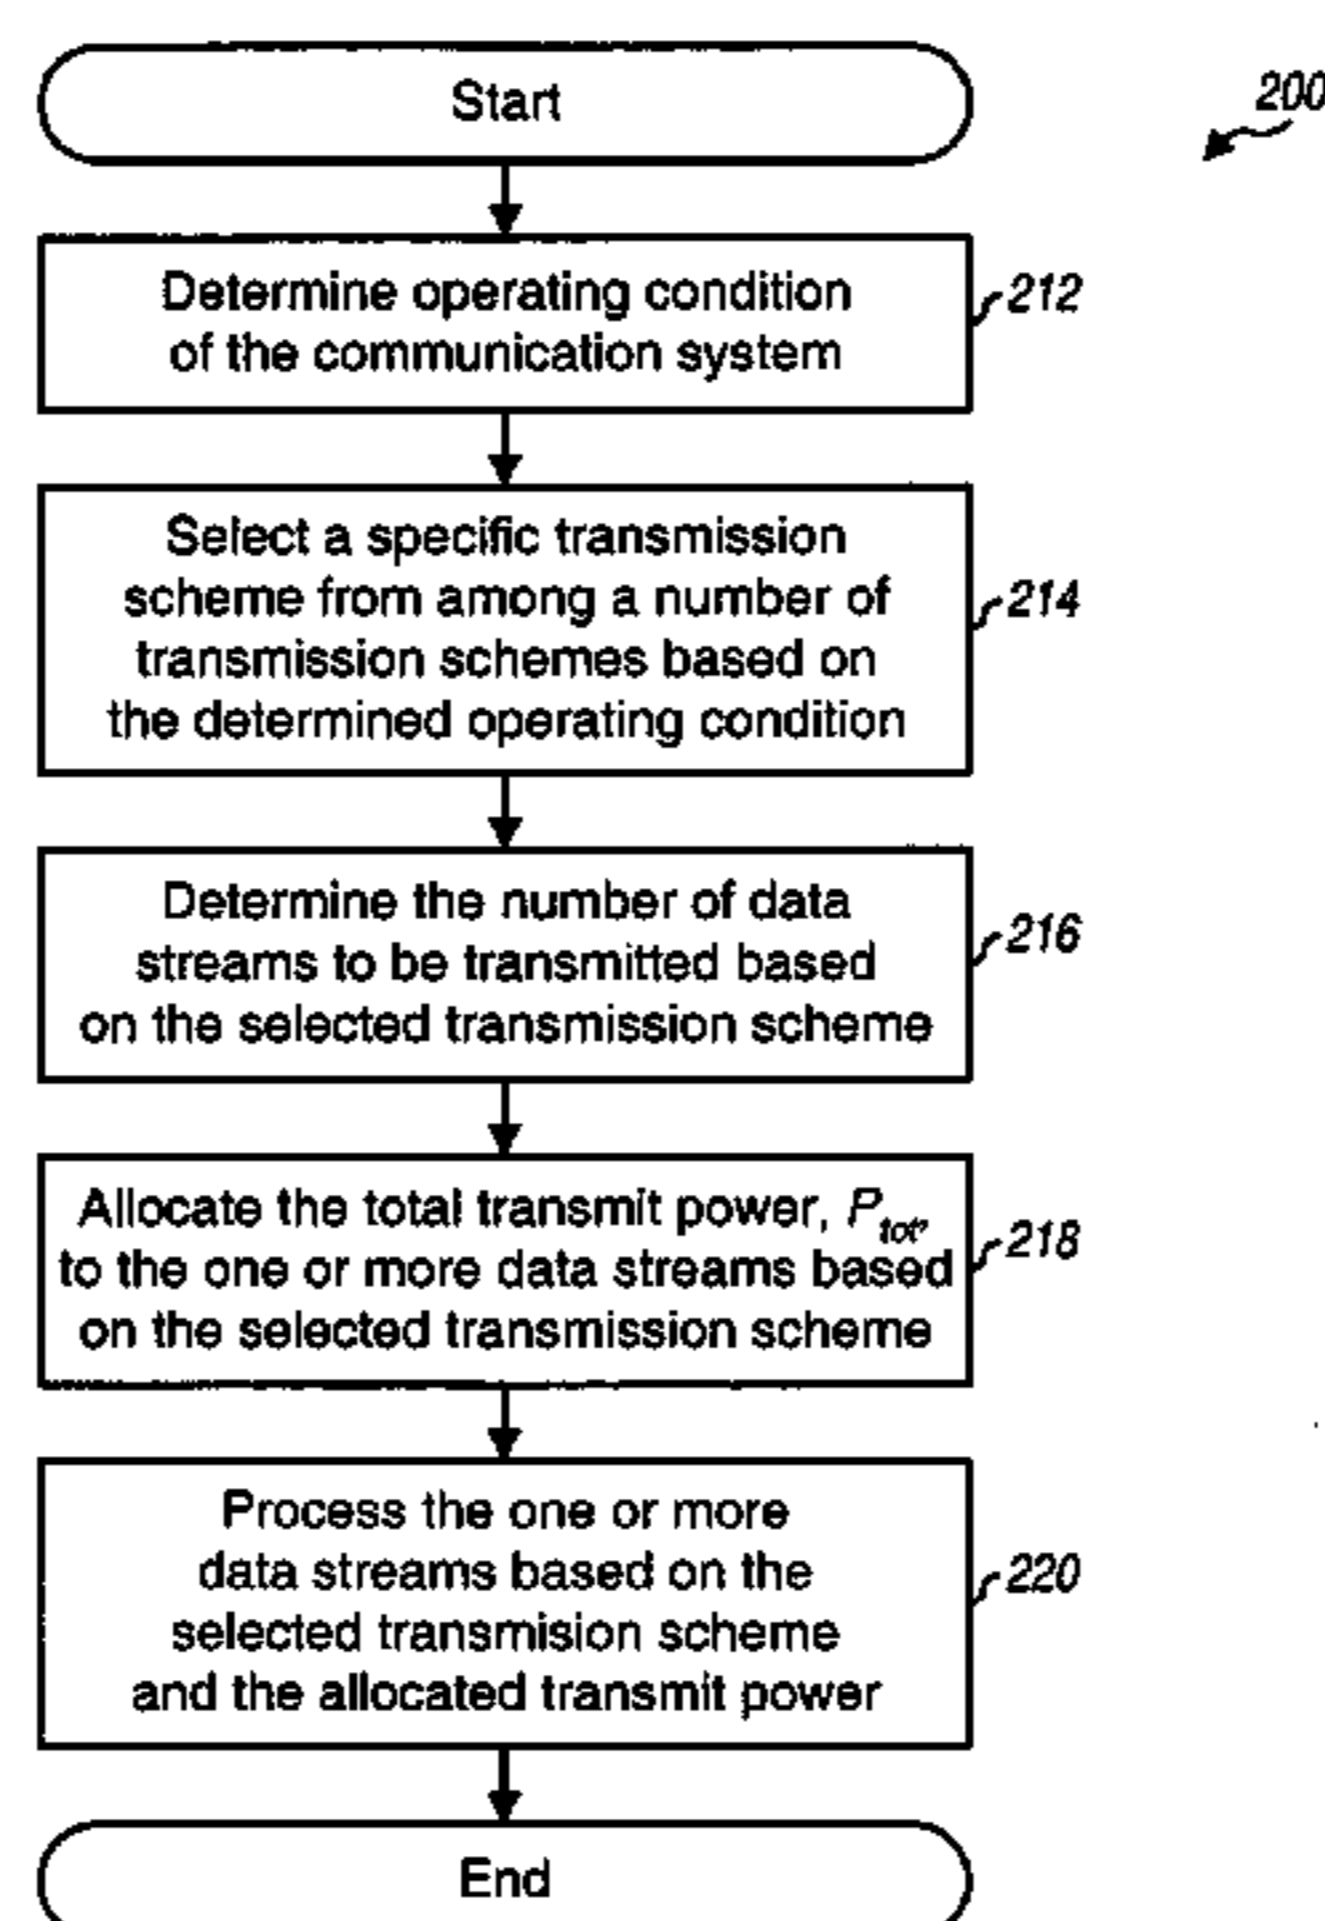 Start
200
Determine operating condition
of the communication system
212
Select a specific transmission
scheme from among a number of
transmission schemes based on
the determined operating condition
214
Determine the number of data
streams to be transmitted based
on the selected transmission scheme
216
Allocate the total transmit power, P_tot,
to the one or more data streams based
on the selected transmission scheme
218
Process the one or more
data streams based on the
selected transmision scheme
and the allocated transmit power
220
End